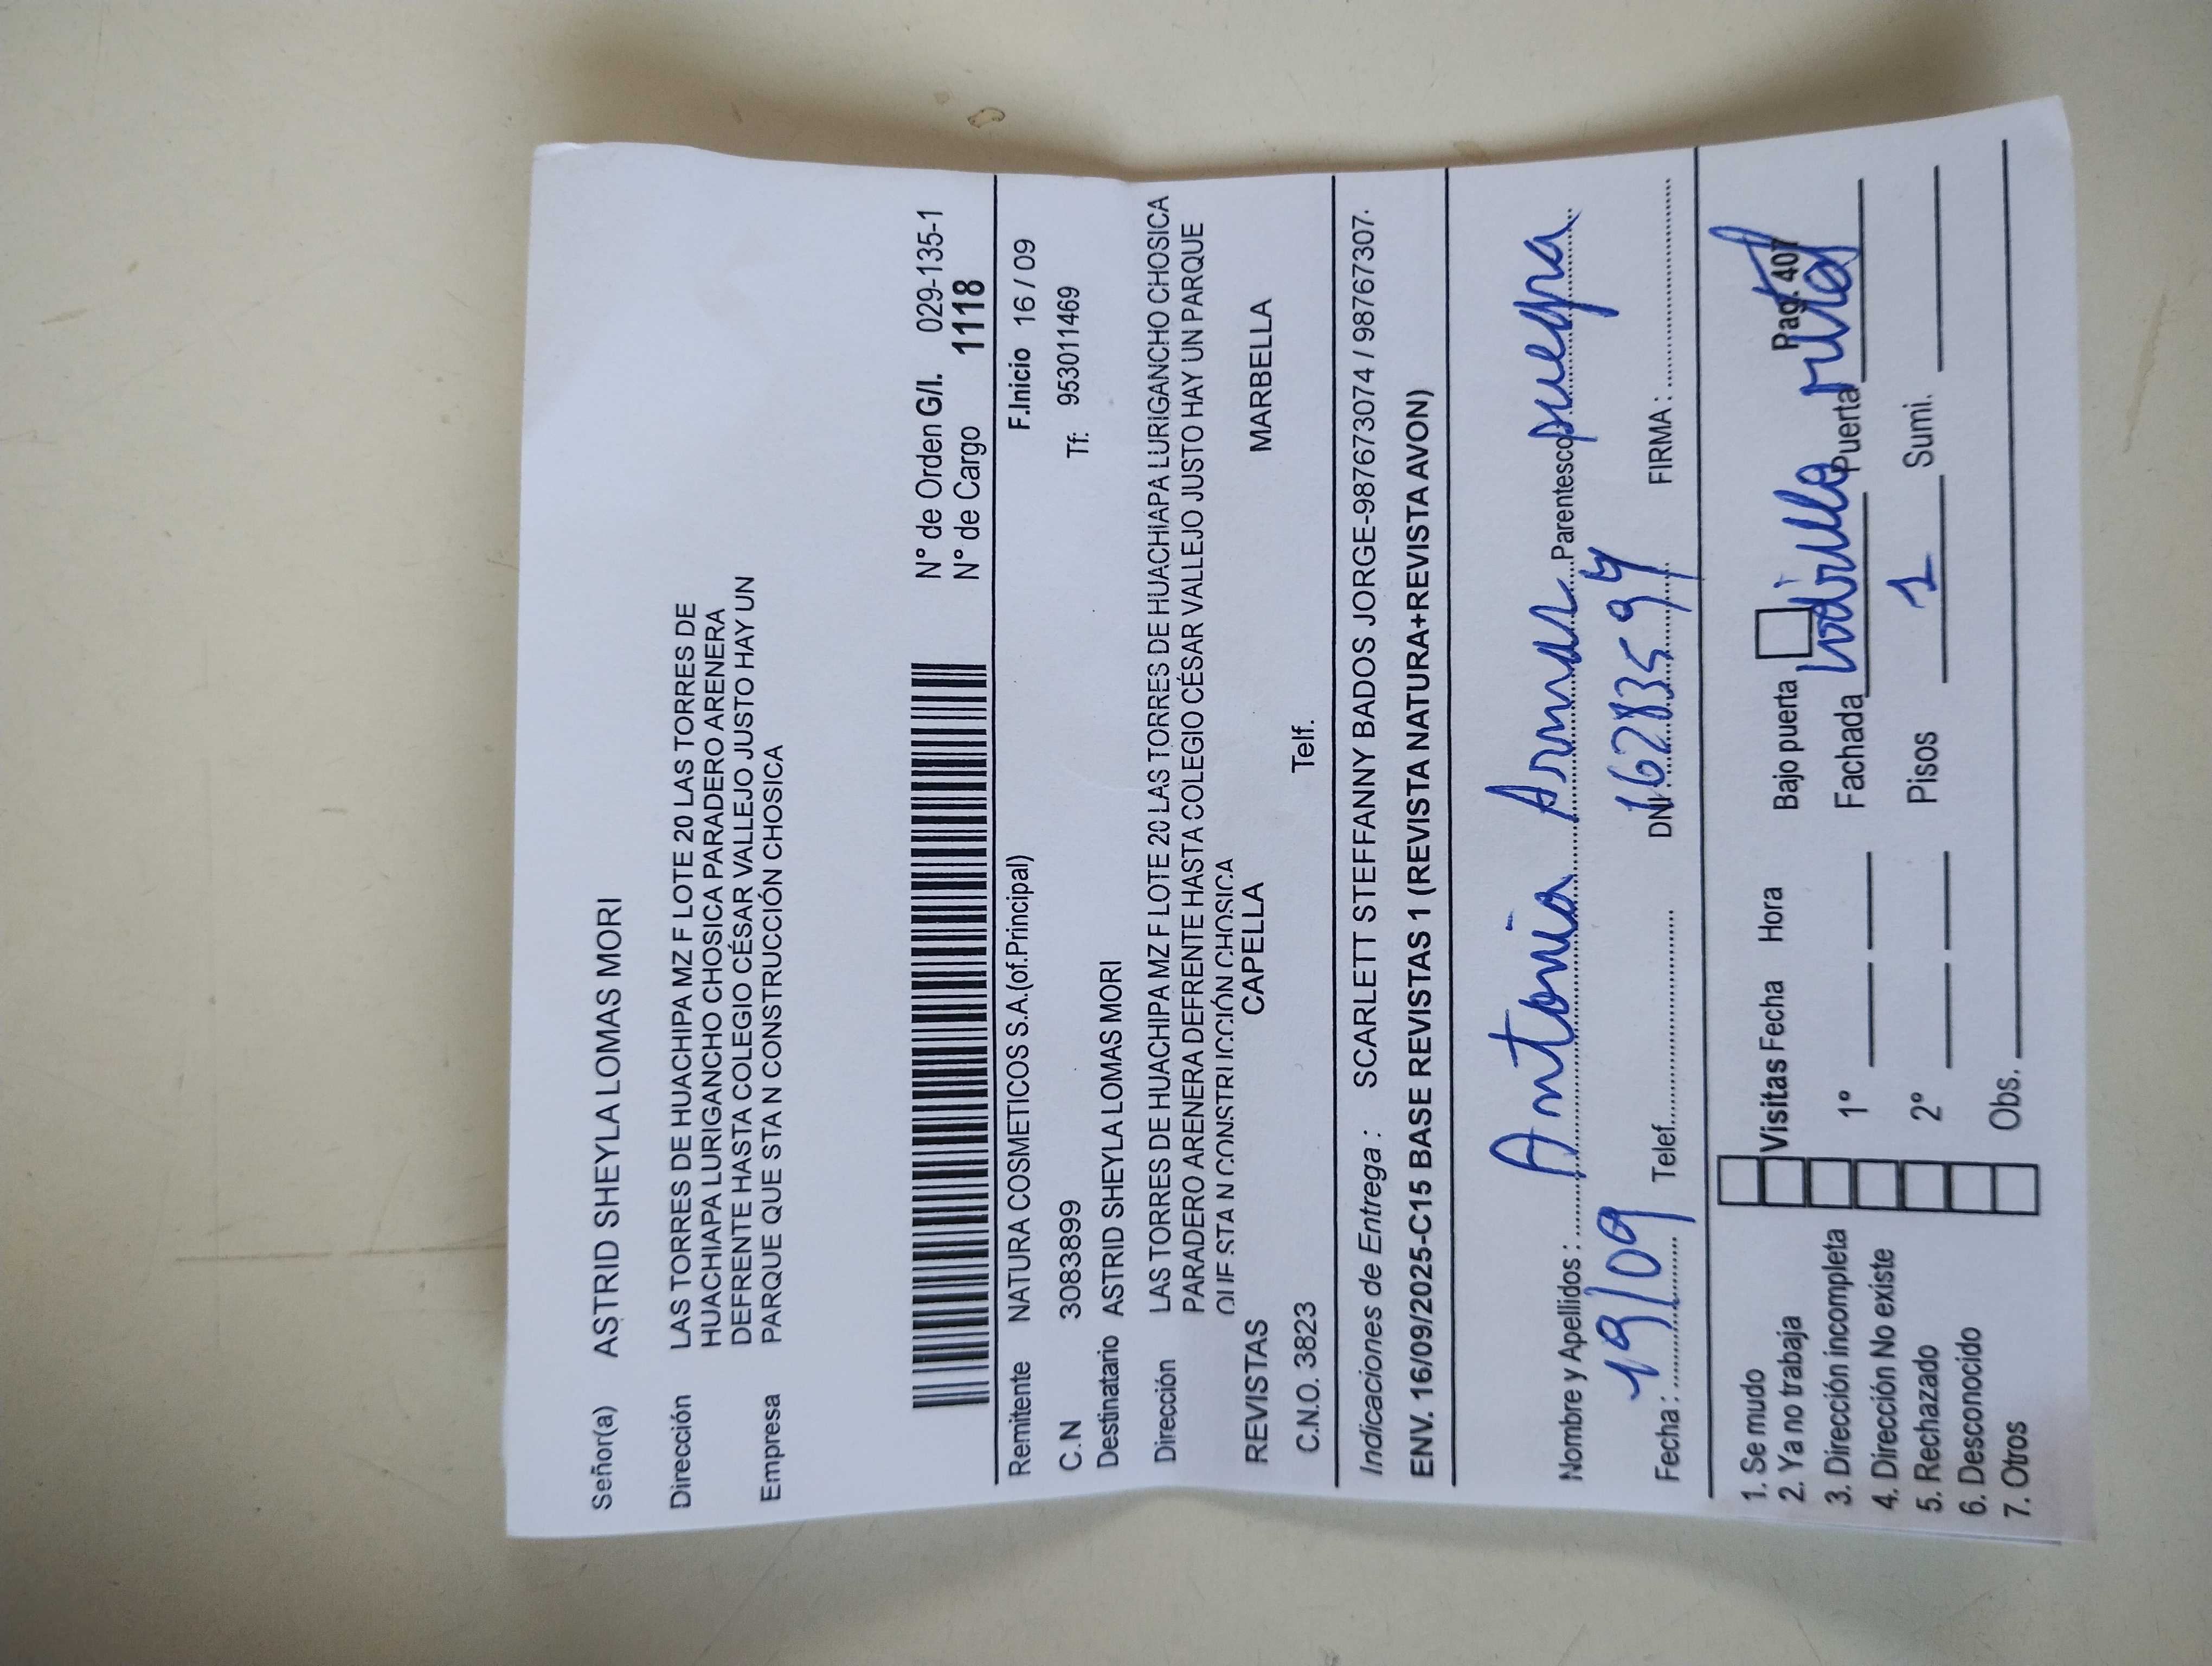 Señor(a) ASTRID SHEYLA LOMAS MORI
Dirección LAS TORRES DE HUACHIPA MZ F LOTE 20 LAS TORRES DE
HUACHIAPA LURIGANCHO CHOSICA PARADERO ARENERA
Empresa DEFRENTE HASTA COLEGIO CÉSAR VALLEJO JUSTO HAY UN
PARQUE QUE STA N CONSTRUCCIÓN CHOSICA
N° de Orden G/I. 029-135-1
N° de Cargo 1118
Remitente NATURA COSMETICOS S.A.(of.Principal) F.Inicio 16 / 09
C.N 3083899 Tf: 953011469
Destinatario ASTRID SHEYLA LOMAS MORI
Dirección LAS TORRES DE HUACHIPA MZ F LOTE 20 LAS TORRES DE HUACHIAPA LURIGANCHO CHOSICA
PARADERO ARENERA DEFRENTE HASTA COLEGIO CÉSAR VALLEJO JUSTO HAY UN PARQUE
QUE STA N CONSTRUCCIÓN CHOSICA
REVISTAS CAPELLA MARBELLA
C.N.O. 3823 Telf.
Indicaciones de Entrega : SCARLETT STEFFANNY BADOS JORGE-987673074 / 98767307.
ENV. 16/09/2025-C15 BASE REVISTAS 1 (REVISTA NATURA+REVISTA AVON)
Nombre y Apellidos : Antonia Armas Parentesco suegra
Fecha : 19/09 Telef. DNI 16283594 FIRMA :
1. Se mudo
2. Ya no trabaja Visitas Fecha Hora Bajo puerta Pag. 407
3. Dirección incompleta 1º Fachada Ladrillo Puerta
4. Dirección No existe
5. Rechazado 2º Pisos 1 Sumi.
6. Desconocido
7. Otros Obs.